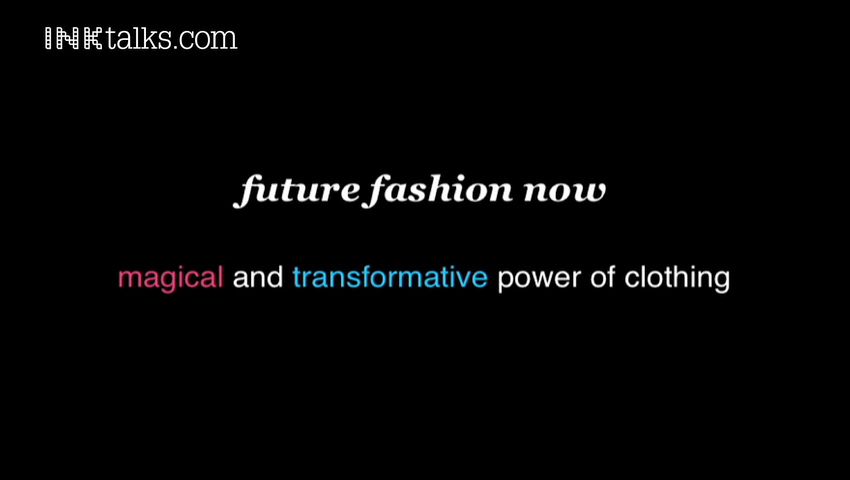 INKtalks.com
future fashion now
magical and transformative power of clothing